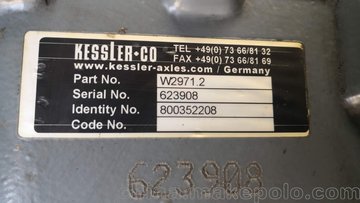 KESSLER·CO
TEL +49(0) 73 66/81 32
FAX +49(0) 73 66/81 69
www.kessler-axles.com / Germany
Part No. W2971.2
Serial No. 623908
Identity No. 800352208
Code No.
623908